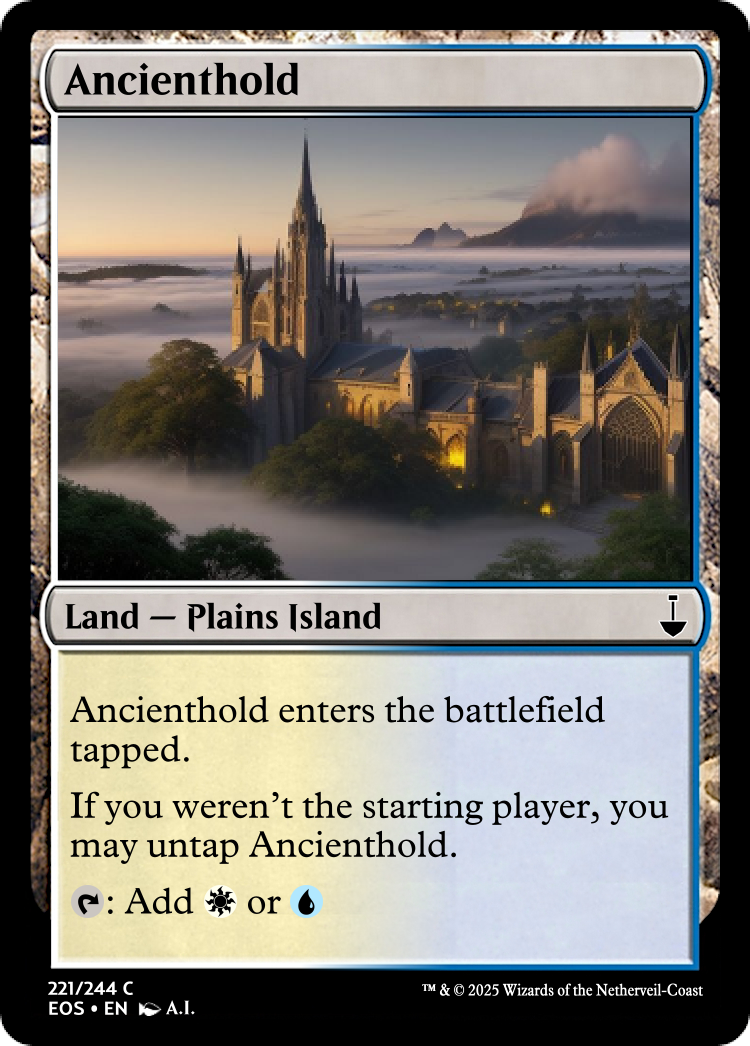 Ancienthold
Land — Plains Island
Ancienthold enters the battlefield
tapped.
If you weren’t the starting player, you
may untap Ancienthold.
: Add or
221/244 C
™ & © 2025 Wizards of the Netherveil-Coast
EOS • EN A.I.